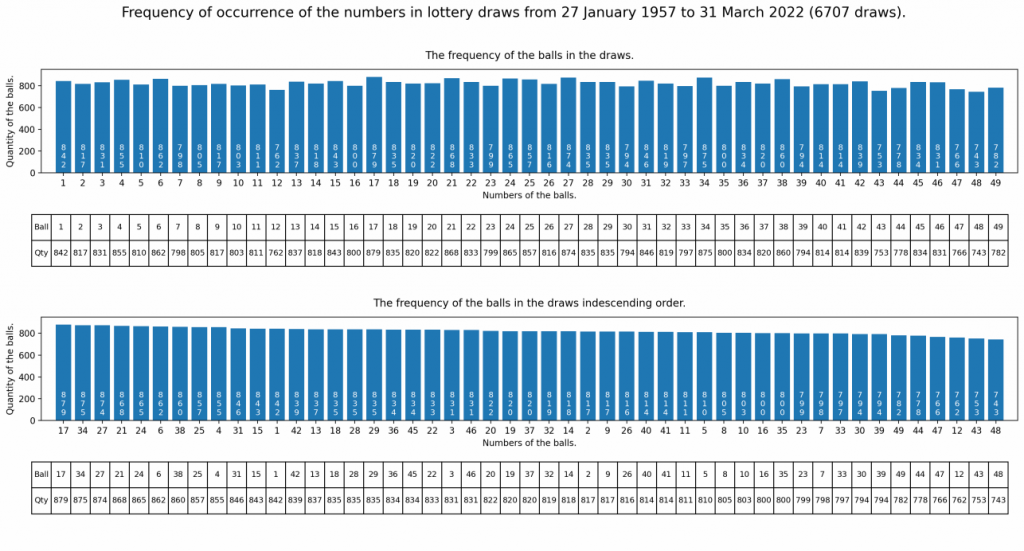 Frequency of occurrence of the numbers in lottery draws from 27 January 1957 to 31 March 2022 (6707 draws).
The frequency of the balls in the draws.
Quantity of the balls.
800
600
400
200
0
842 817 831 855 810 862 798 805 817 803 811 762 837 818 843 800 879 835 820 822 868 833 799 865 857 816 874 835 835 794 846 819 797 875 800 834 820 860 794 814 814 839 753 778 834 831 766 743 782
1 2 3 4 5 6 7 8 9 10 11 12 13 14 15 16 17 18 19 20 21 22 23 24 25 26 27 28 29 30 31 32 33 34 35 36 37 38 39 40 41 42 43 44 45 46 47 48 49
Numbers of the balls.
Ball 1 2 3 4 5 6 7 8 9 10 11 12 13 14 15 16 17 18 19 20 21 22 23 24 25 26 27 28 29 30 31 32 33 34 35 36 37 38 39 40 41 42 43 44 45 46 47 48 49
Qty 842 817 831 855 810 862 798 805 817 803 811 762 837 818 843 800 879 835 820 822 868 833 799 865 857 816 874 835 835 794 846 819 797 875 800 834 820 860 794 814 814 839 753 778 834 831 766 743 782
The frequency of the balls in the draws indescending order.
Quantity of the balls.
800
600
400
200
0
879 875 874 868 865 862 860 857 855 846 843 842 839 837 835 835 835 834 834 833 831 831 822 820 820 819 818 817 817 816 814 814 811 810 805 803 800 800 799 798 797 794 794 782 778 766 762 753 743
17 34 27 21 24 6 38 25 4 31 15 1 42 13 18 28 29 36 45 22 3 46 20 19 37 32 14 2 9 26 40 41 11 5 8 10 16 35 23 7 33 30 39 49 44 47 12 43 48
Numbers of the balls.
Ball 17 34 27 21 24 6 38 25 4 31 15 1 42 13 18 28 29 36 45 22 3 46 20 19 37 32 14 2 9 26 40 41 11 5 8 10 16 35 23 7 33 30 39 49 44 47 12 43 48
Qty 879 875 874 868 865 862 860 857 855 846 843 842 839 837 835 835 835 834 834 833 831 831 822 820 820 819 818 817 817 816 814 814 811 810 805 803 800 800 799 798 797 794 794 782 778 766 762 753 743